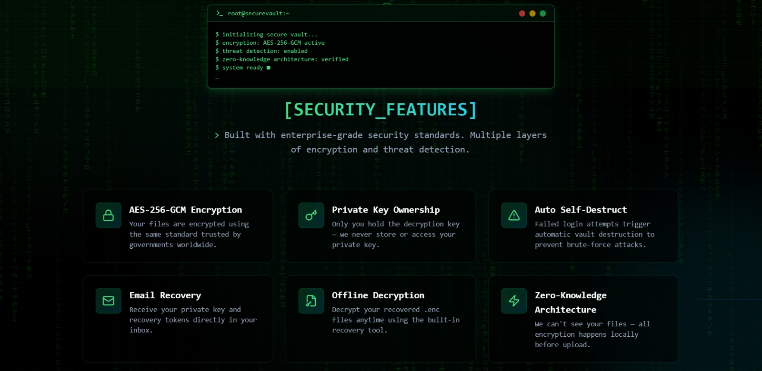 >_ root@securevault:~
$ initializing secure vault...
$ encryption: AES-256-GCM active
$ threat detection: enabled
$ zero-knowledge architecture: verified
$ system ready ■
_
[SECURITY_FEATURES]
> Built with enterprise-grade security standards. Multiple layers
of encryption and threat detection.
AES-256-GCM Encryption
Your files are encrypted using
the same standard trusted by
governments worldwide.
Private Key Ownership
Only you hold the decryption key
— we never store or access your
private key.
Auto Self-Destruct
Failed login attempts trigger
automatic vault destruction to
prevent brute-force attacks.
Email Recovery
Receive your private key and
recovery tokens directly in your
inbox.
Offline Decryption
Decrypt your recovered .enc
files anytime using the built-in
recovery tool.
Zero-Knowledge
Architecture
We can't see your files — all
encryption happens locally
before upload.